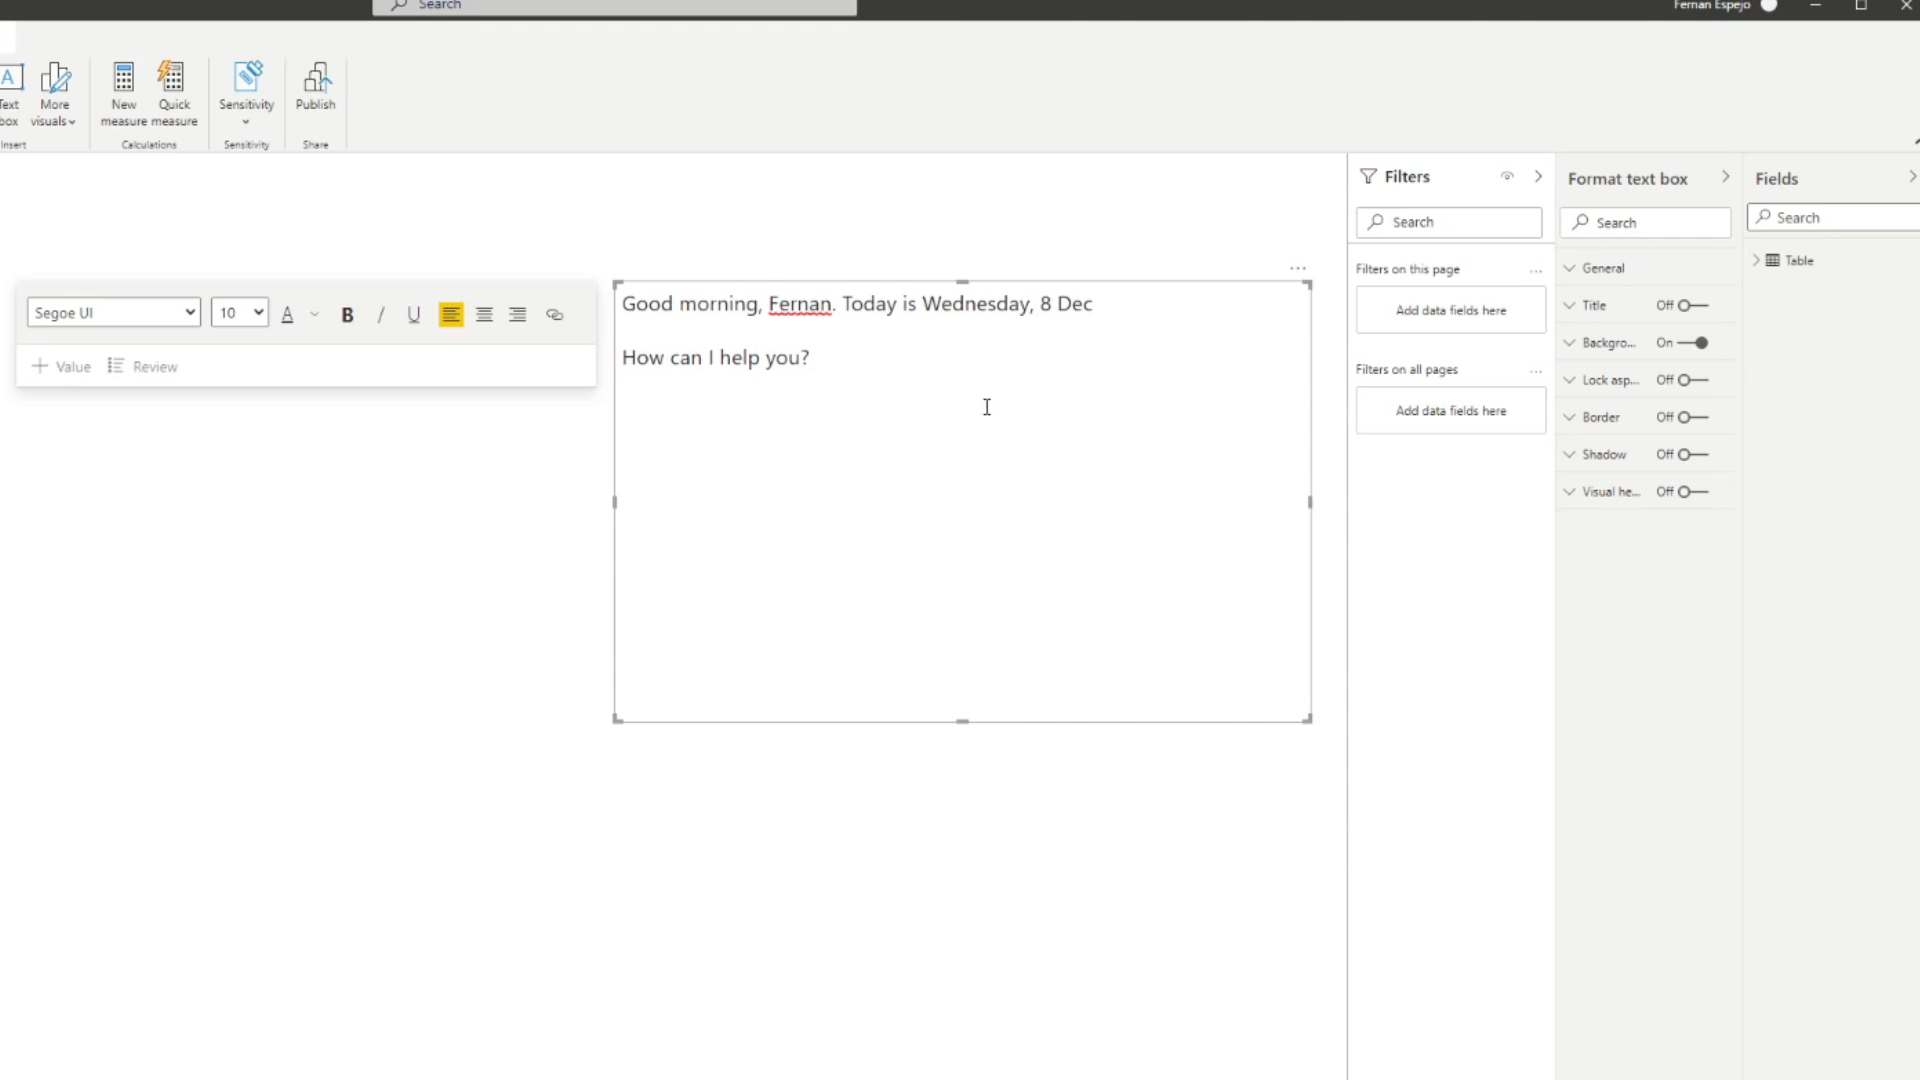 Search
Fernan Espejo
Text box
More visuals
New measure
Quick measure
Sensitivity
Publish
Insert
Calculations
Sensitivity
Share
Filters
Search
Filters on this page
Add data fields here
Filters on all pages
Add data fields here
Format text box
Search
General
Title Off
Backgro... On
Lock asp... Off
Border Off
Shadow Off
Visual he... Off
Fields
Search
Table
Segoe UI 10 A B I U
Value Review
Good morning, Fernan. Today is Wednesday, 8 Dec
How can I help you?